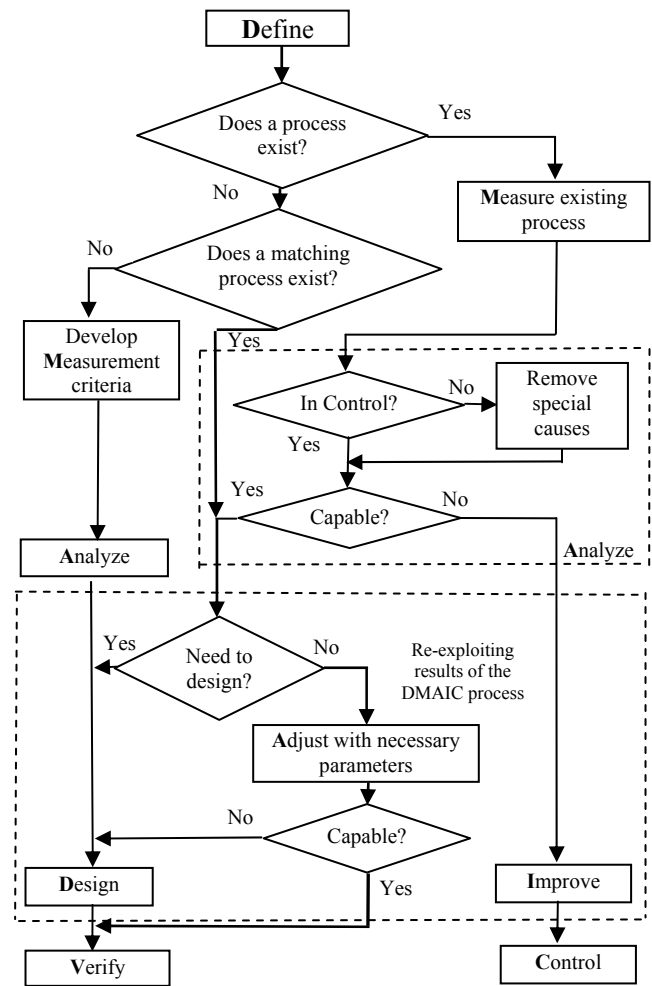 Define
Does a process
exist?
Yes
No
Measure existing
process
No
Does a matching
process exist?
Yes
Develop
Measurement
criteria
In Control?
No
Remove
special
causes
Yes
Yes
Capable?
No
Analyze
Analyze
Yes
Need to
design?
No
Re-exploiting
results of the
DMAIC process
Adjust with necessary
parameters
No
Capable?
Yes
Design
Improve
Verify
Control